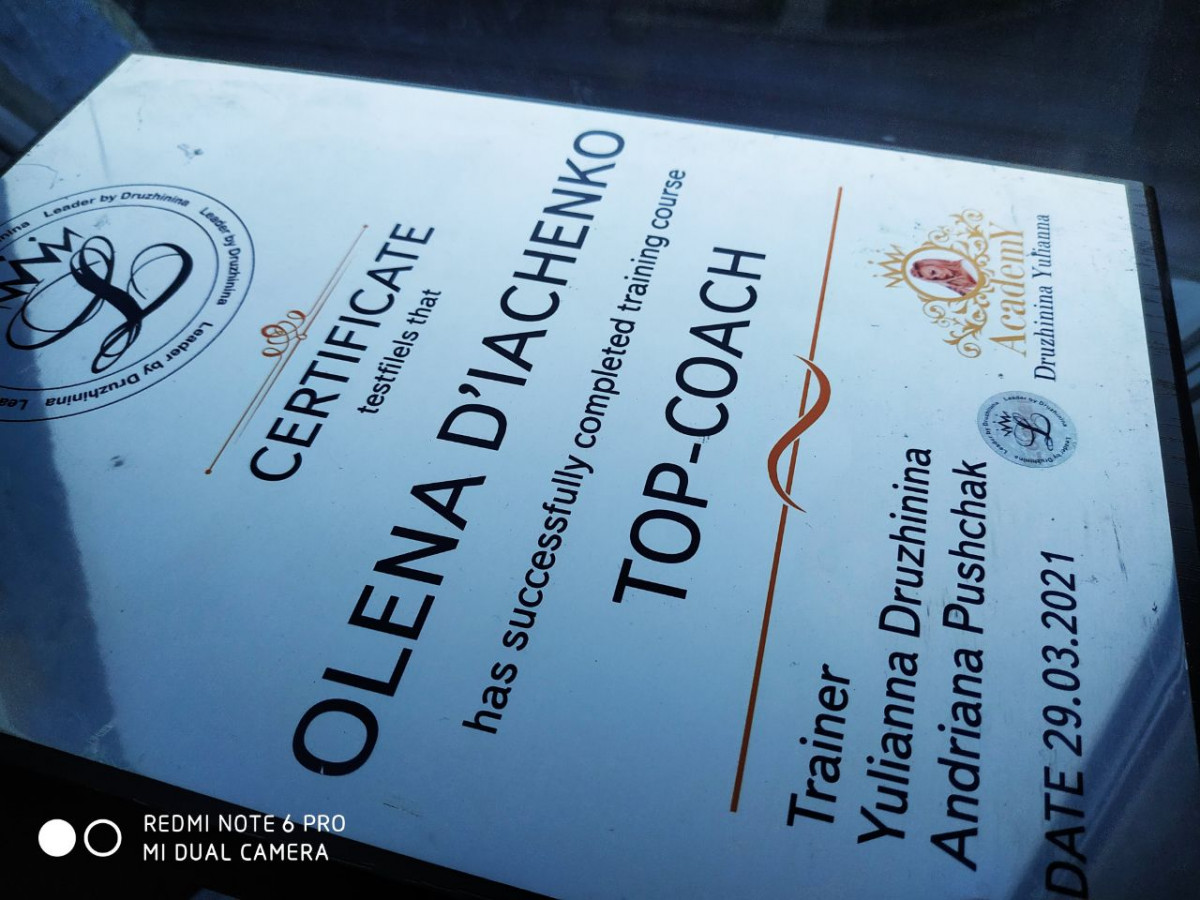 Leader by Druzhinina Leader by Druzhinina Leader by Druzhinina
L
CERTIFICATE
testfilels that
OLENA D'IACHENKO
has successfully completed training course
TOP-COACH
Trainer
Yulianna Druzhinina
Andriana Pushchak
DATE 29.03.2021
AcademY
Druzhinina Yulianna
Leader by Druzhinina
L
REDMI NOTE 6 PRO
MI DUAL CAMERA